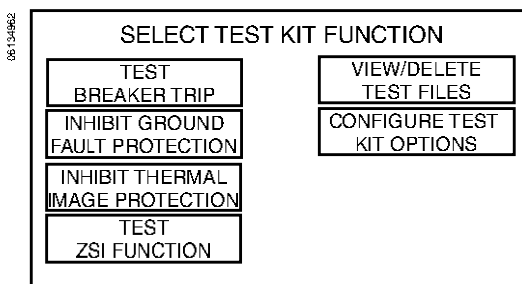 06134962
SELECT TEST KIT FUNCTION
TEST
BREAKER TRIP
INHIBIT GROUND
FAULT PROTECTION
INHIBIT THERMAL
IMAGE PROTECTION
TEST
ZSI FUNCTION
VIEW/DELETE
TEST FILES
CONFIGURE TEST
KIT OPTIONS